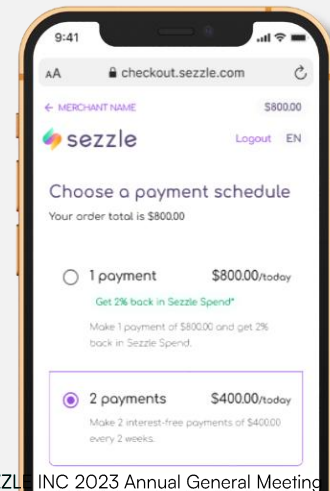 9:41
AA checkout.sezzle.com
← MERCHANT NAME $800.00
sezzle Logout EN
Choose a payment schedule
Your order total is $800.00
1 payment $800.00/today
Get 2% back in Sezzle Spend*
Make 1 payment of $800.00 and get 2%
back in Sezzle Spend.
2 payments $400.00/today
Make 2 interest-free payments of $400.00
every 2 weeks.
ZZLE INC 2023 Annual General Meeting